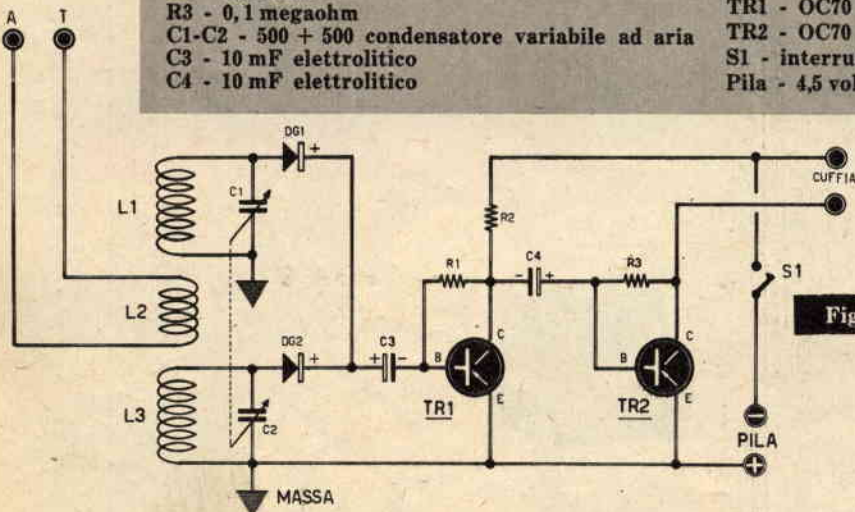 R3 - 0,1 megaohm
C1-C2 - 500 + 500 condensatore variabile ad aria
C3 - 10 mF elettrolitico
C4 - 10 mF elettrolitico
TR1 - OC70
TR2 - OC70
S1 - interru
Pila - 4,5 vol
A T
DG1
+
C1
L1
CUFFIA
R2
L2
R1
C4
- +
R3
S1
Fig
DG2
+
C3
+ -
C
B
E
TR1
C
B
E
TR2
L3
C2
-
PILA
+
MASSA